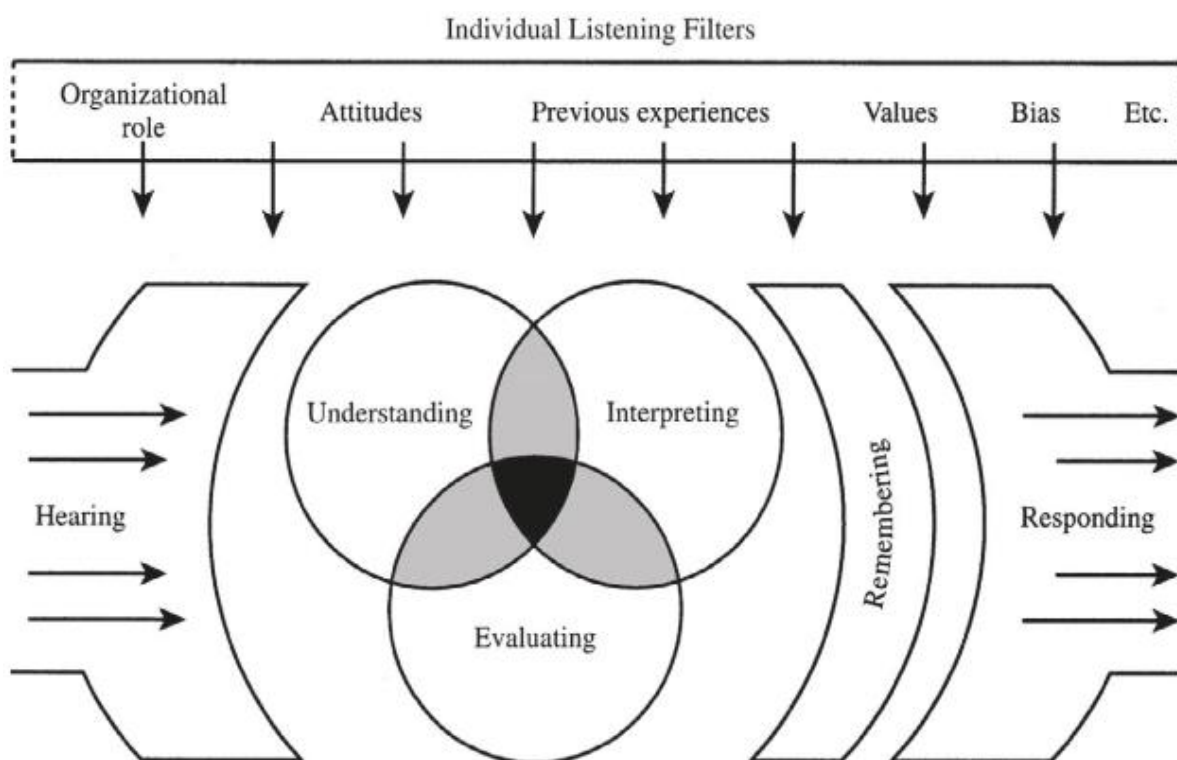 Individual Listening Filters
Organizational
role
Attitudes
Previous experiences
Values
Bias
Etc.
Understanding
Interpreting
Hearing
Remembering
Responding
Evaluating